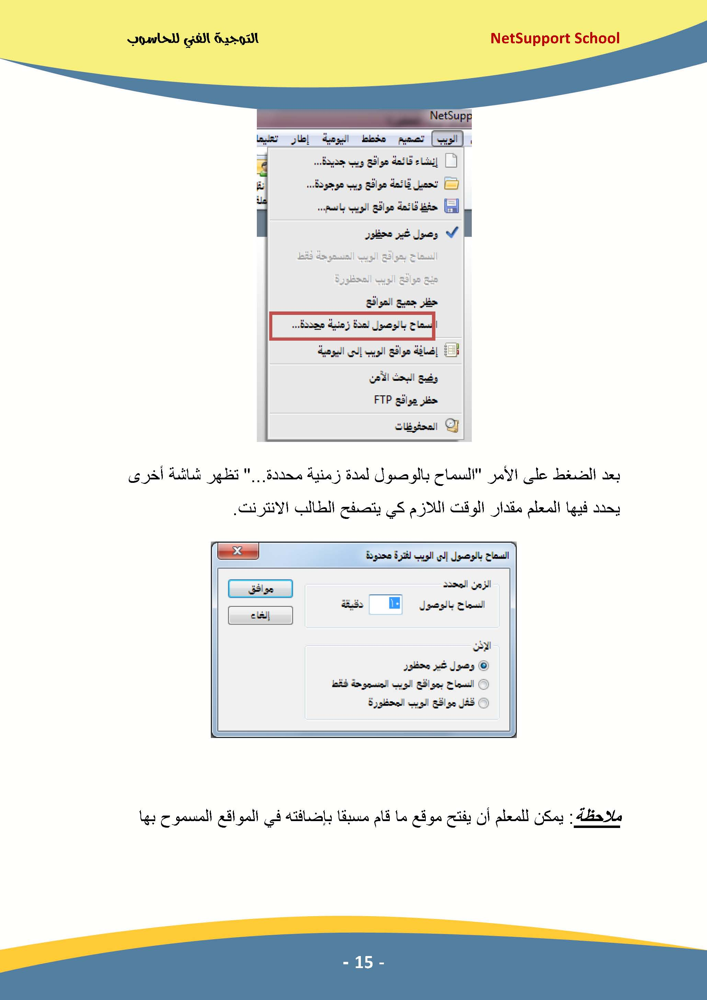 NetSupport School
التوجية الفني للحاسوب
NetSupp
الويب تصميم مخطط اليومية إطار تعليما
إنشاء قائمة مواقع ويب جديدة...
تحميل قائمة مواقع ويب موجودة...
حفظ قائمة مواقع الويب باسم...
وصول غير محظور
السماح بمواقع الويب المسموحة فقط
منع مواقع الويب المحظورة
حظر جميع المواقع
السماح بالوصول لمدة زمنية محددة...
إضافة مواقع الويب إلى اليومية
وضع البحث الآمن
حظر مواقع FTP
المحفوظات
بعد الضغط على الأمر "السماح بالوصول لمدة زمنية محددة..." تظهر شاشة أخرى
يحدد فيها المعلم مقدار الوقت اللازم كي يتصفح الطالب الانترنت.
السماح بالوصول إلى الويب لفترة محدودة
الزمن المحدد
السماح بالوصول ١٠ دقيقة
موافق
إلغاء
الإذن
وصول غير محظور
السماح بمواقع الويب المسموحة فقط
قفل مواقع الويب المحظورة
ملاحظة: يمكن للمعلم أن يفتح موقع ما قام مسبقا بإضافته في المواقع المسموح بها
- 15 -